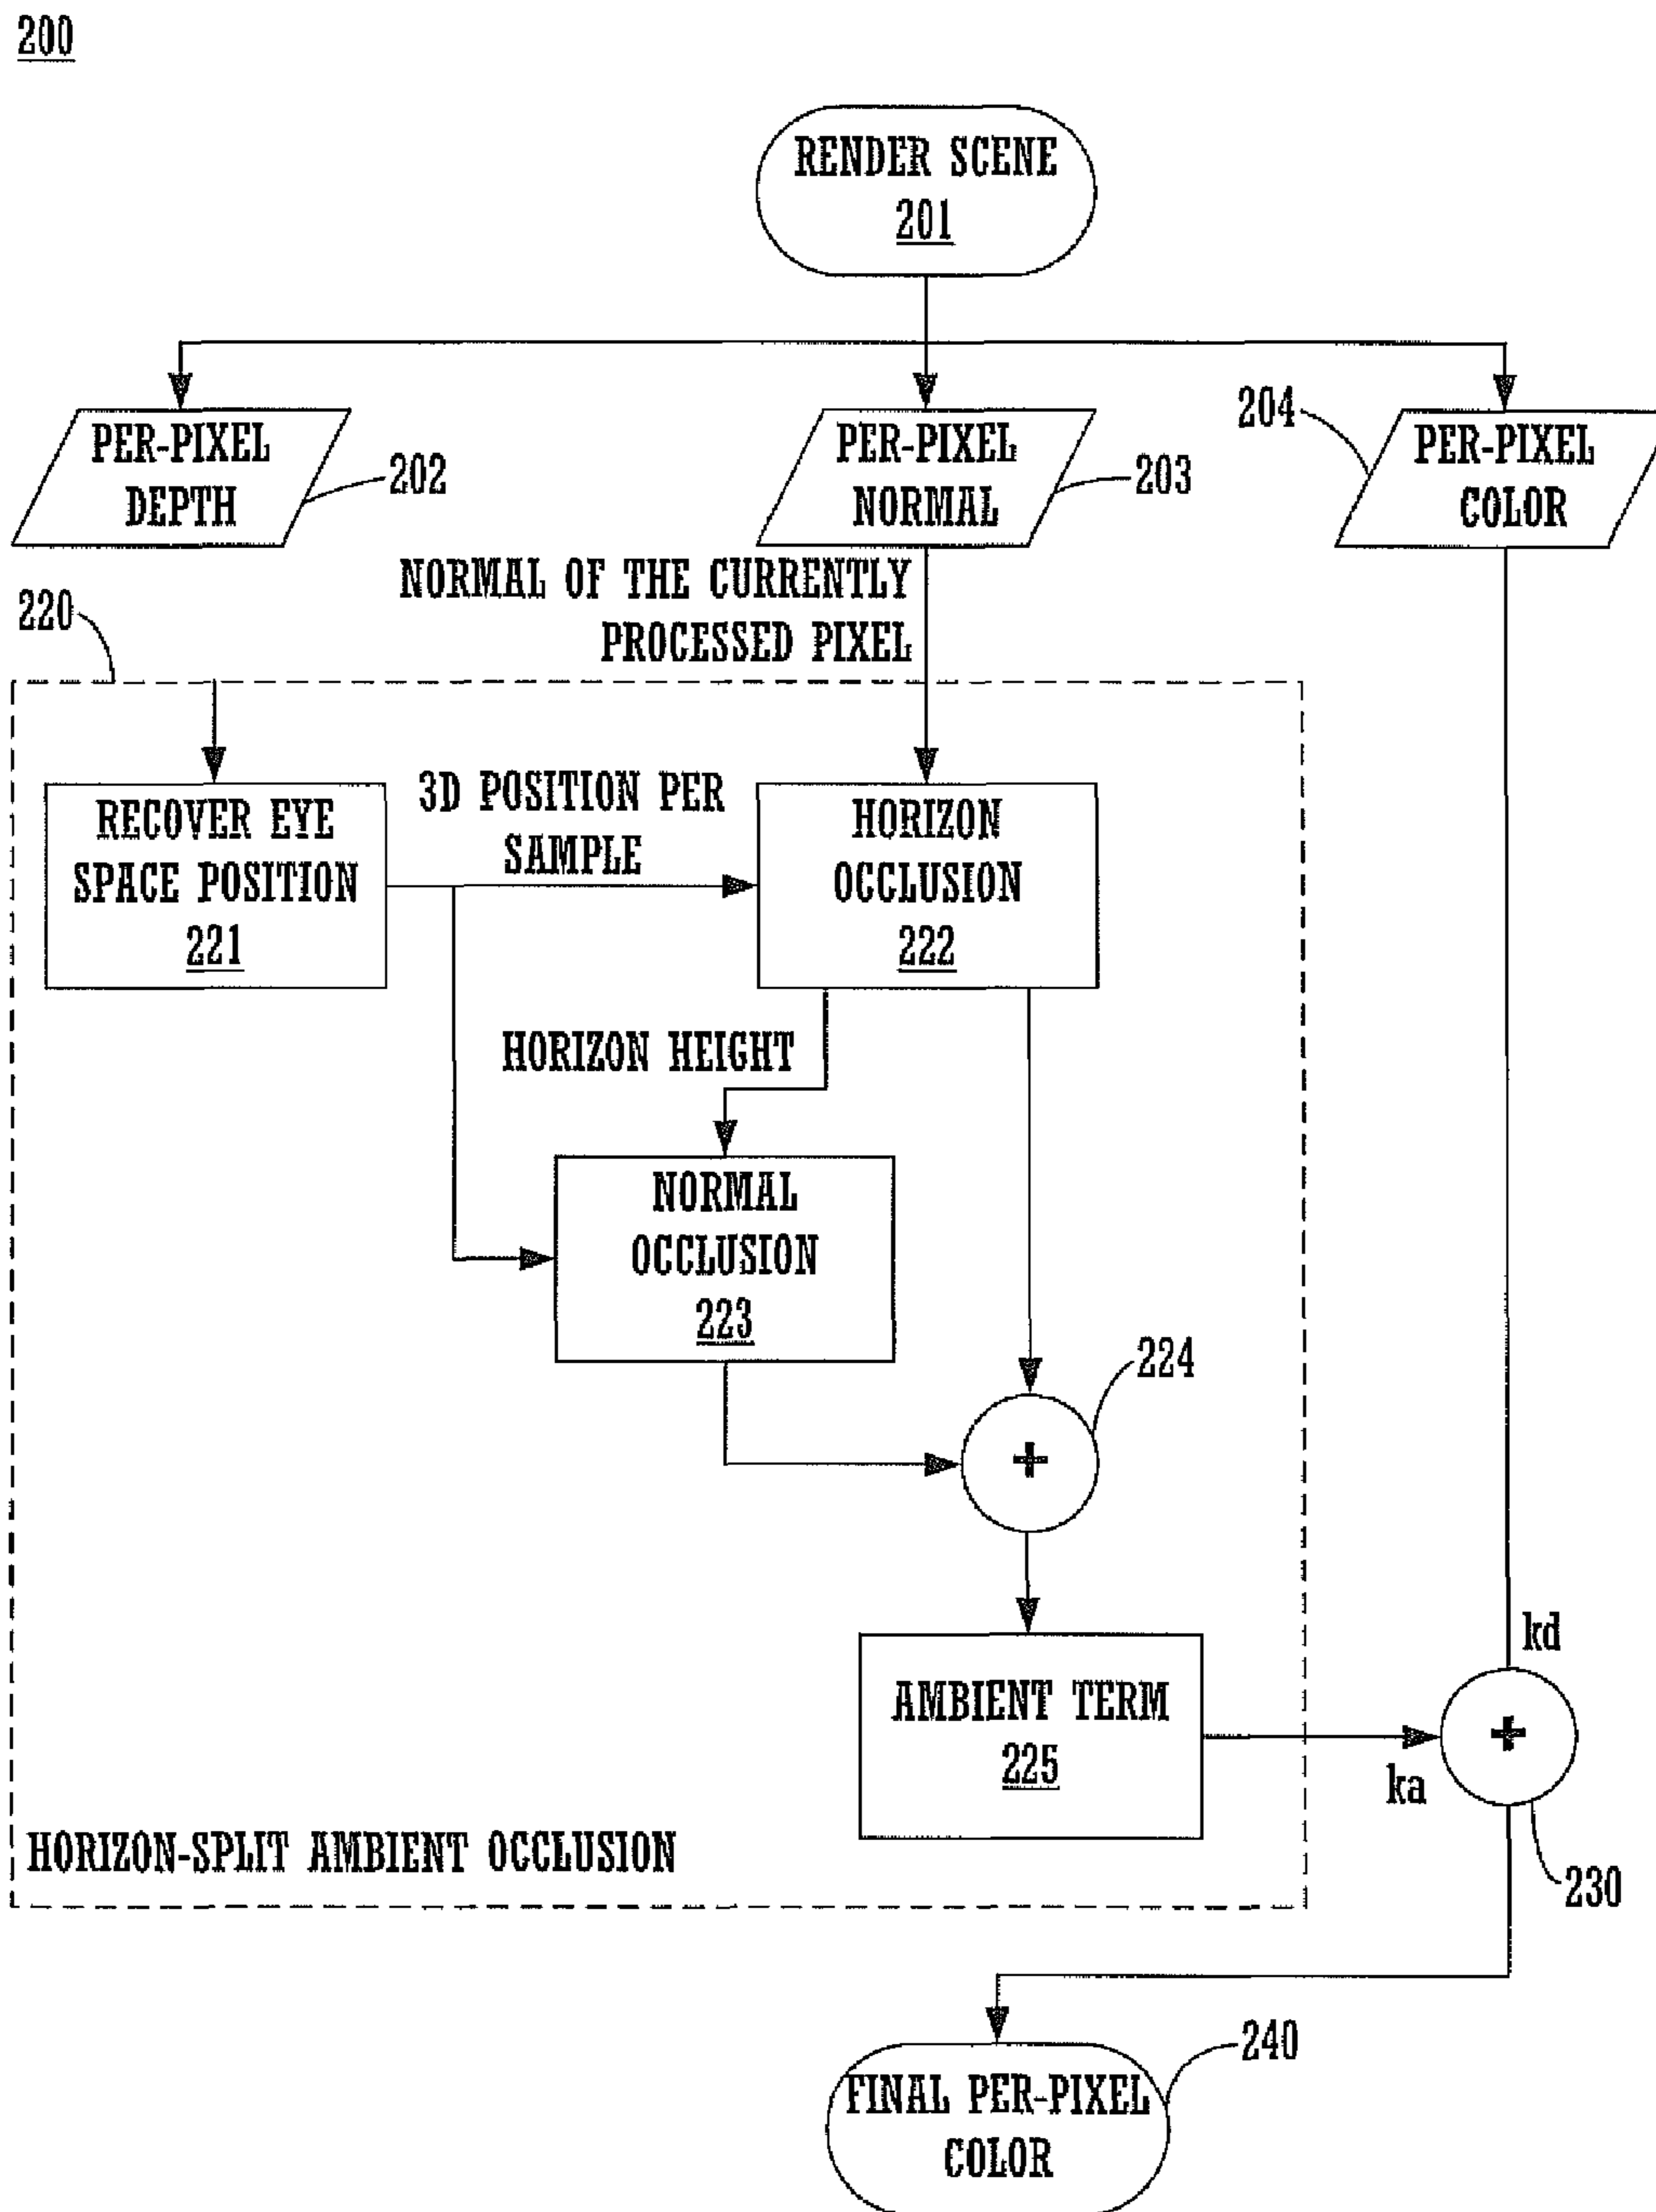 200
RENDER SCENE
201
PER-PIXEL
DEPTH
202
PER-PIXEL
NORMAL
203
204
PER-PIXEL
COLOR
NORMAL OF THE CURRENTLY
PROCESSED PIXEL
220
RECOVER EYE
SPACE POSITION
221
3D POSITION PER
SAMPLE
HORIZON
OCCLUSION
222
HORIZON HEIGHT
NORMAL
OCCLUSION
223
224
+
AMBIENT TERM
225
kd
+
ka
230
HORIZON-SPLIT AMBIENT OCCLUSION
240
FINAL PER-PIXEL
COLOR